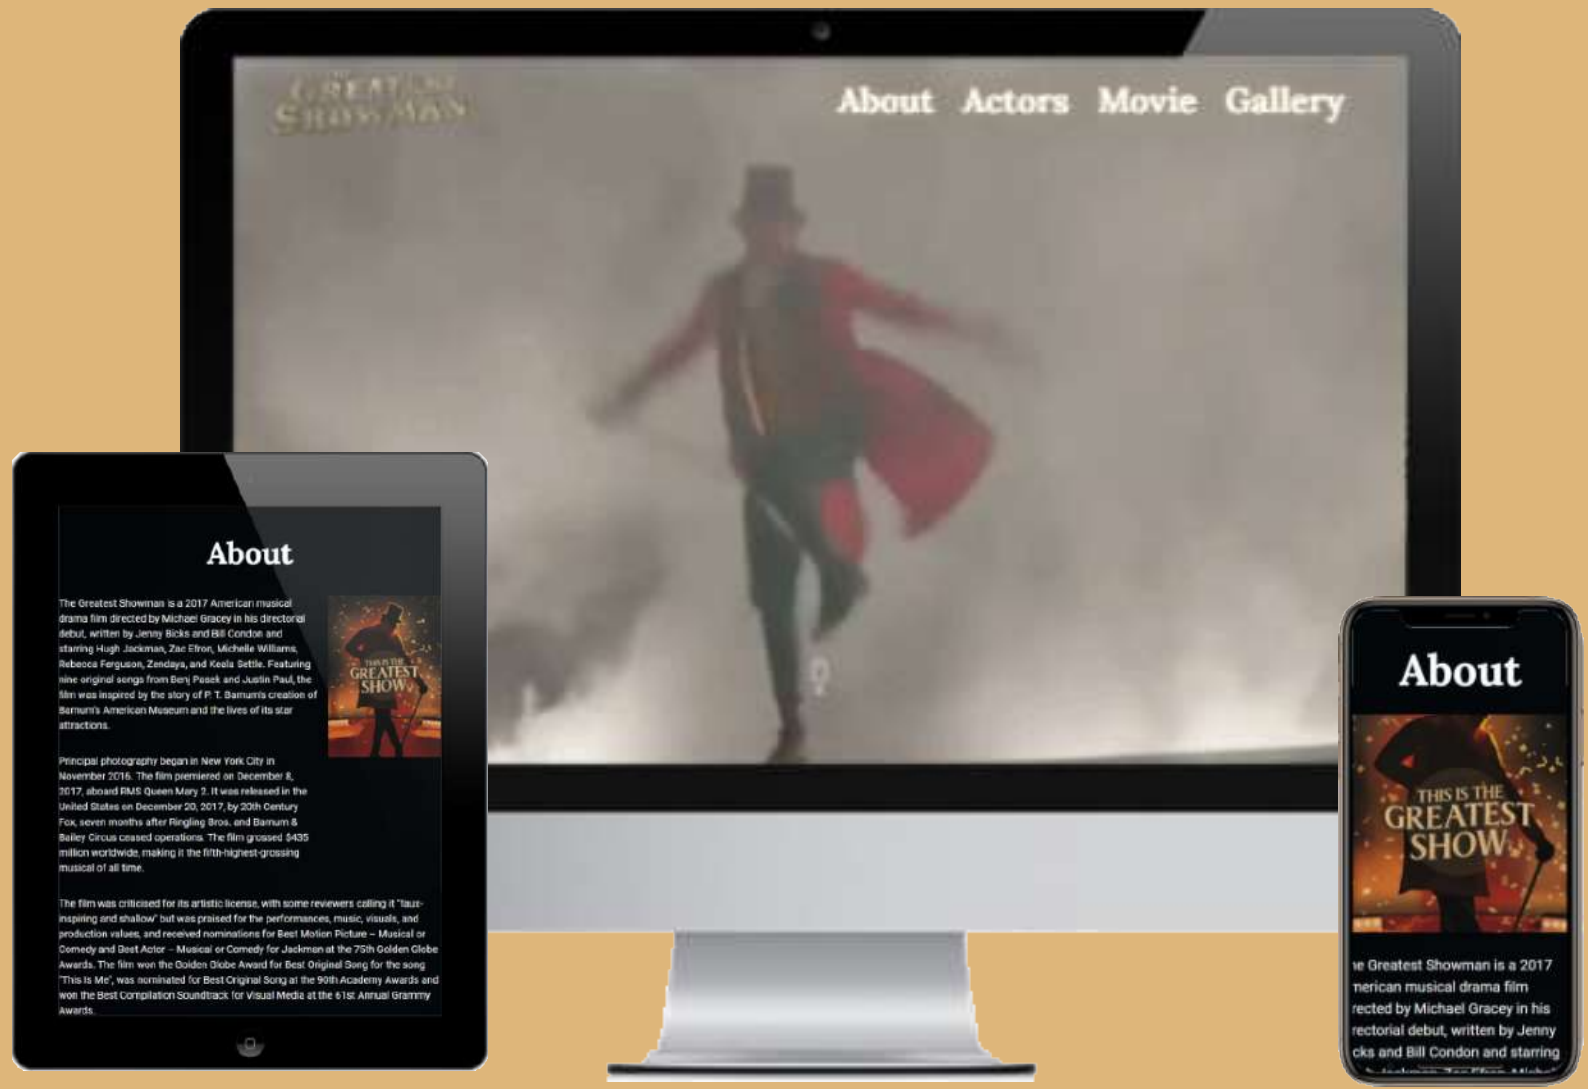 GREATEST
SHOWMAN
About Actors Movie Gallery
About
The Greatest Showman is a 2017 American musical
drama film directed by Michael Gracey in his directorial
debut, written by Jenny Bicks and Bill Condon and
starring Hugh Jackman, Zac Efron, Michelle Williams,
Rebecca Ferguson, Zendaya, and Keala Settle. Featuring
nine original songs from Benj Pasek and Justin Paul, the
film was inspired by the story of P. T. Barnum's creation of
Barnum's American Museum and the lives of its star
attractions.
THIS IS THE
GREATEST
SHOW
Principal photography began in New York City in
November 2016. The film premiered on December 8,
2017, aboard RMS Queen Mary 2. It was released in the
United States on December 20, 2017, by 20th Century
Fox, seven months after Ringling Bros. and Barnum &
Bailey Circus ceased operations. The film grossed $435
million worldwide, making it the fifth-highest-grossing
musical of all time.
The film was criticised for its artistic license, with some reviewers calling it "faux-
inspiring and shallow" but was praised for the performances, music, visuals, and
production values, and received nominations for Best Motion Picture – Musical or
Comedy and Best Actor – Musical or Comedy for Jackman at the 75th Golden Globe
Awards. The film won the Golden Globe Award for Best Original Song for the song
"This Is Me", was nominated for Best Original Song at the 90th Academy Awards and
won the Best Compilation Soundtrack for Visual Media at the 61st Annual Grammy
Awards.
About
THIS IS THE
GREATEST
SHOW
he Greatest Showman is a 2017
merican musical drama film
rected by Michael Gracey in his
rectorial debut, written by Jenny
cks and Bill Condon and starring